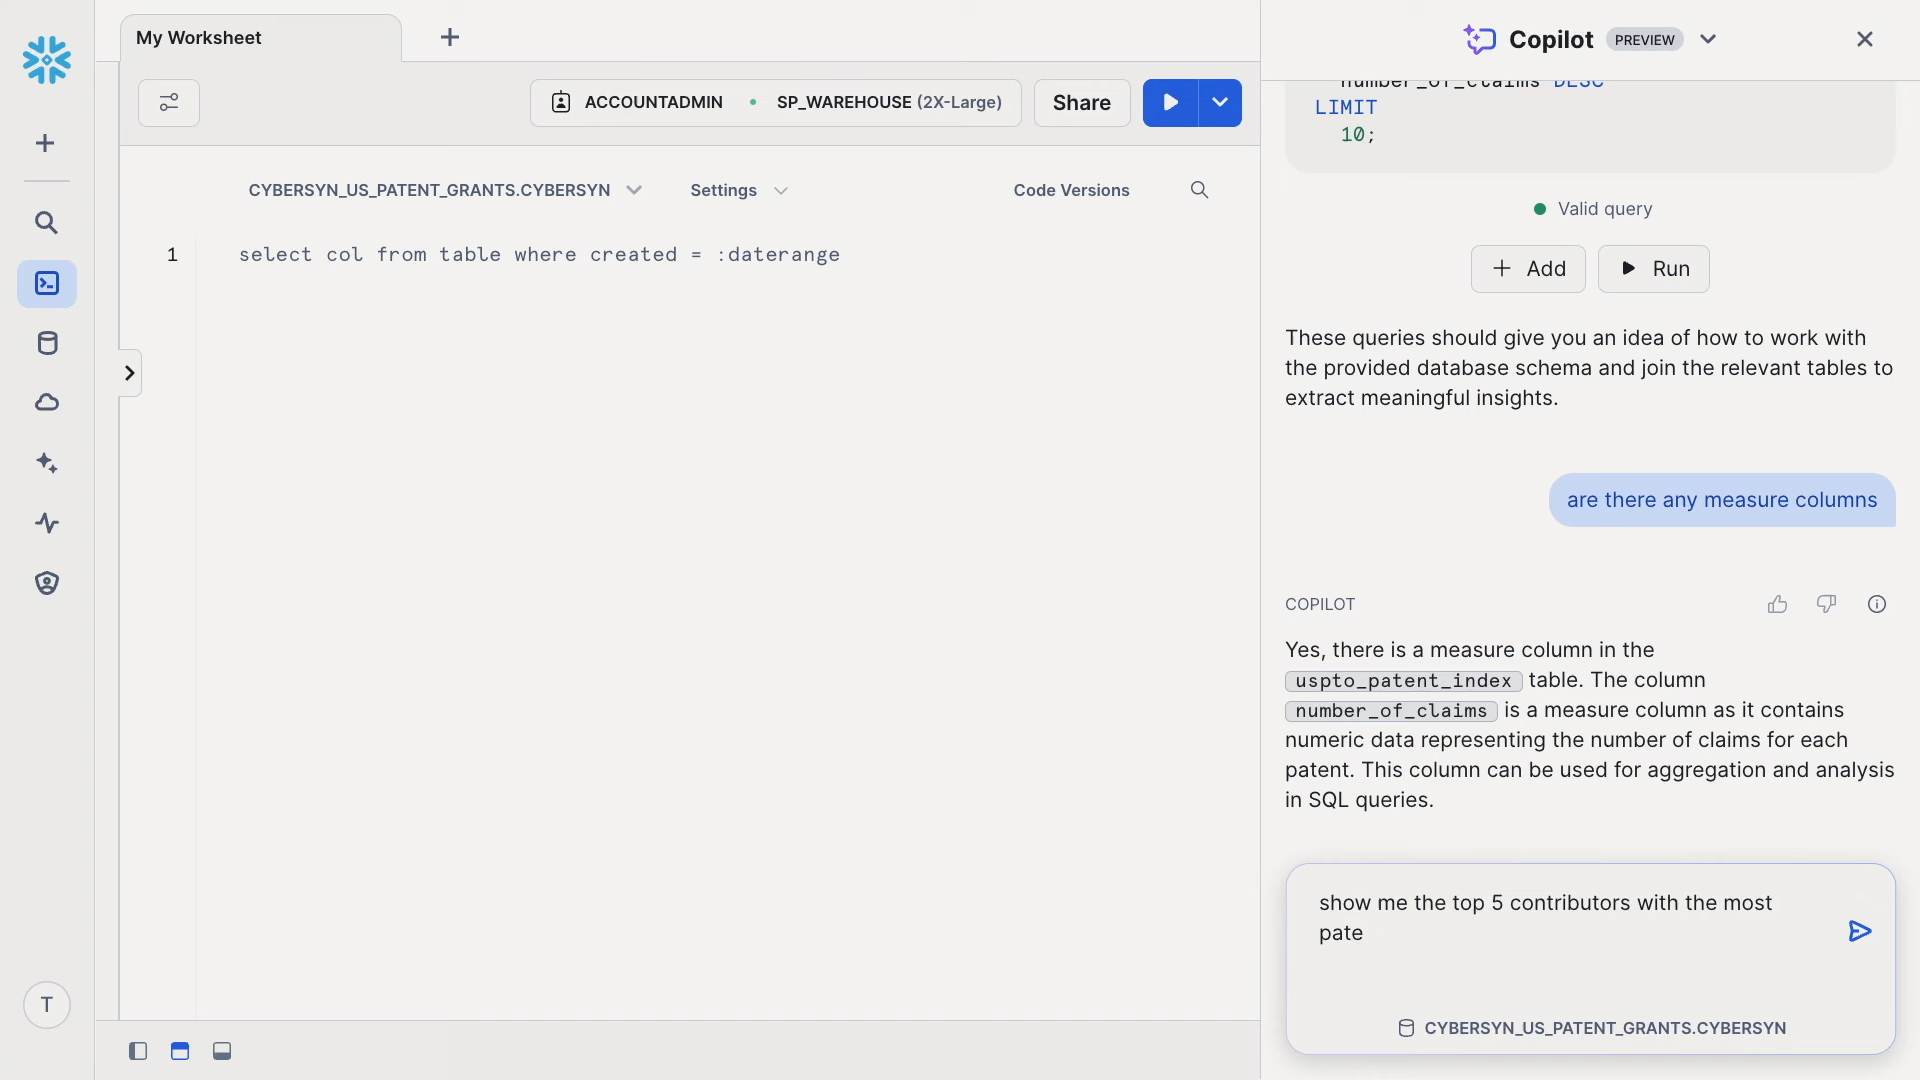 My Worksheet
ACCOUNTADMIN
SP_WAREHOUSE (2X-Large)
Share
CYBERSYN_US_PATENT_GRANTS.CYBERSYN
Settings
Code Versions
1
select col from table where created = :daterange
T
Copilot
PREVIEW
number_of_claims DESC
LIMIT
10;
Valid query
Add
Run
These queries should give you an idea of how to work with
the provided database schema and join the relevant tables to
extract meaningful insights.
are there any measure columns
COPILOT
Yes, there is a measure column in the
uspto_patent_index table. The column
number_of_claims is a measure column as it contains
numeric data representing the number of claims for each
patent. This column can be used for aggregation and analysis
in SQL queries.
show me the top 5 contributors with the most
pate
CYBERSYN_US_PATENT_GRANTS.CYBERSYN